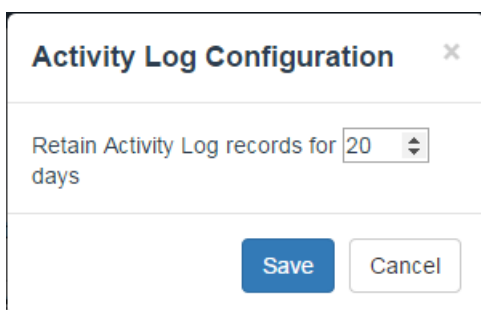 Activity Log Configuration ×
Retain Activity Log records for 20
days
Save Cancel